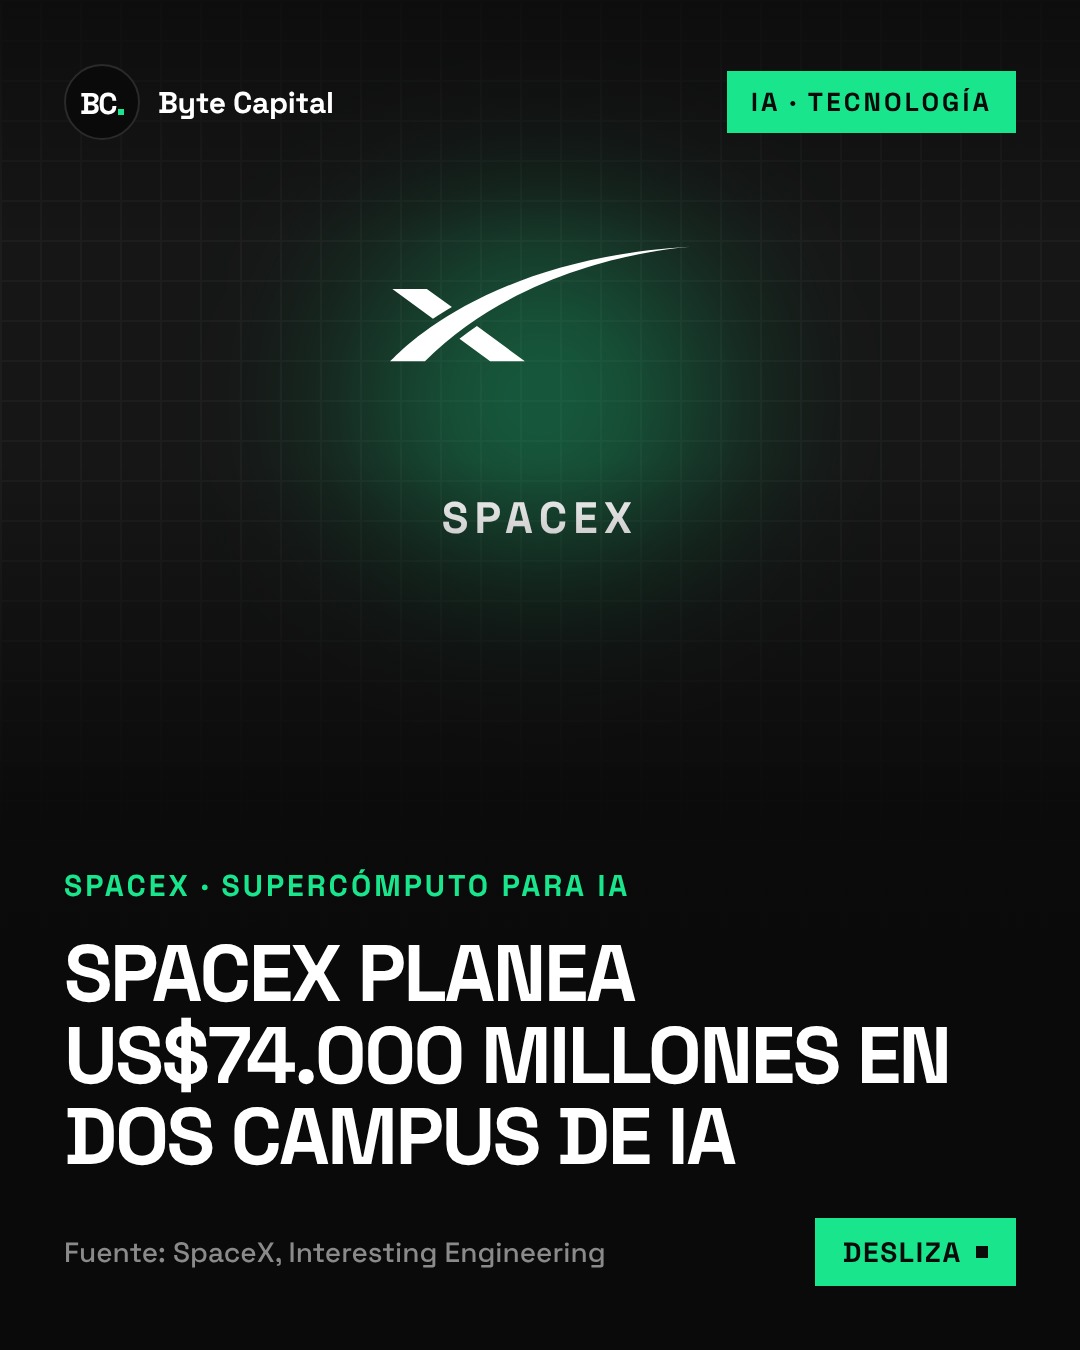 BC.
Byte Capital
IA · TECNOLOGÍA
SPACEX
SPACEX · SUPERCÓMPUTO PARA IA
SPACEX PLANEA
US$74.000 MILLONES EN
DOS CAMPUS DE IA
Fuente: SpaceX, Interesting Engineering
DESLIZA